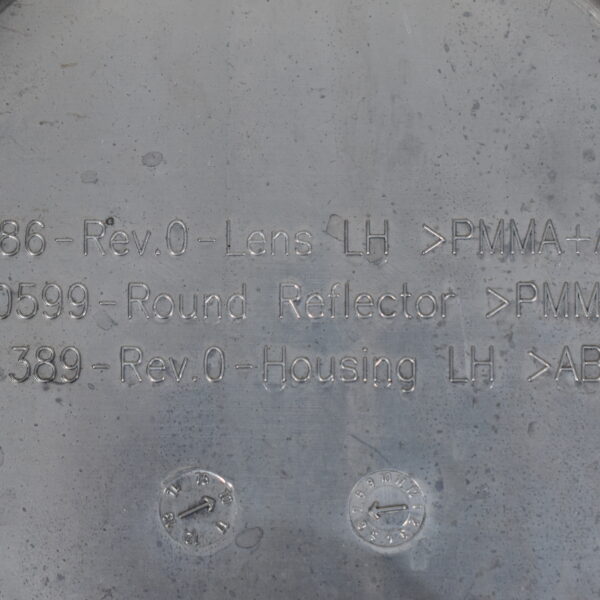 86-Rev.0-Lens LH >PMMA+A
0599-Round Reflector >PMM
389-Rev.0-Housing LH >AB